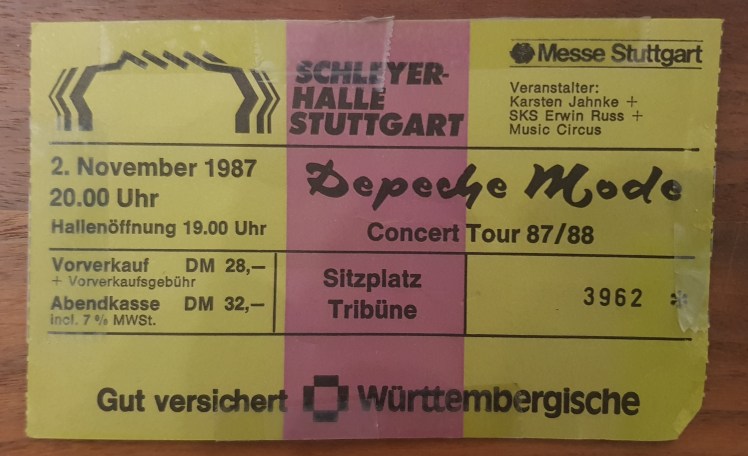 SCHLEYER-
HALLE
STUTTGART
Messe Stuttgart
Veranstalter:
Karsten Jahnke +
SKS Erwin Russ +
Music Circus
2. November 1987
20.00 Uhr
Hallenöffnung 19.00 Uhr
Depeche Mode
Concert Tour 87/88
Vorverkauf DM 28,—
+ Vorverkaufsgebühr
Abendkasse DM 32,—
incl. 7% MWSt.
Sitzplatz
Tribüne
3962 *
Gut versichert Württembergische